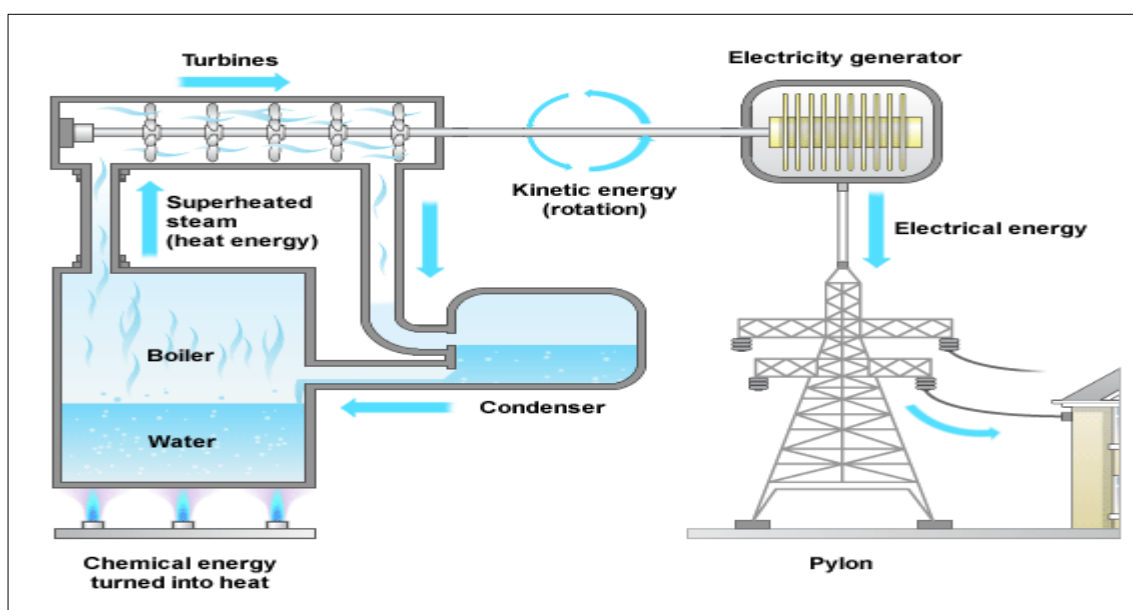 Turbines
Electricity generator
Kinetic energy
(rotation)
Superheated
steam
(heat energy)
Electrical energy
Boiler
Condenser
Water
Chemical energy
turned into heat
Pylon